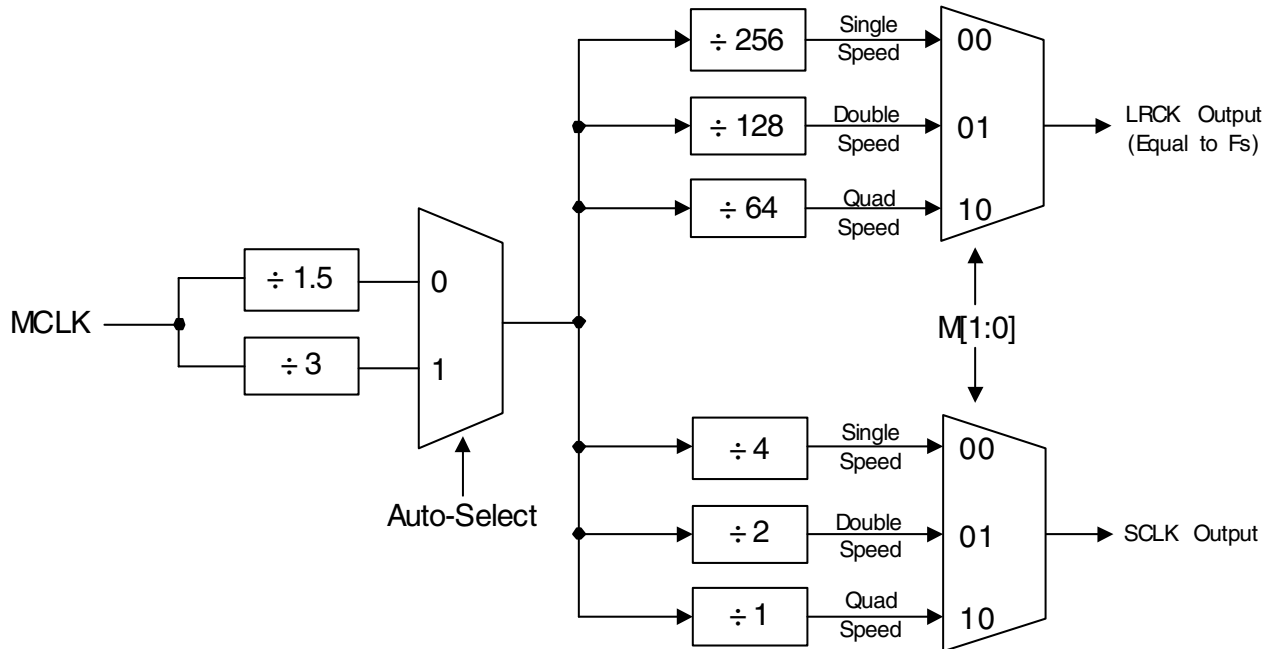 ÷ 256
Single
Speed
00
÷ 128
Double
Speed
01
LRCK Output
(Equal to Fs)
÷ 64
Quad
Speed
10
MCLK
÷ 1.5
0
÷ 3
1
Auto-Select
M[1:0]
÷ 4
Single
Speed
00
÷ 2
Double
Speed
01
SCLK Output
÷ 1
Quad
Speed
10